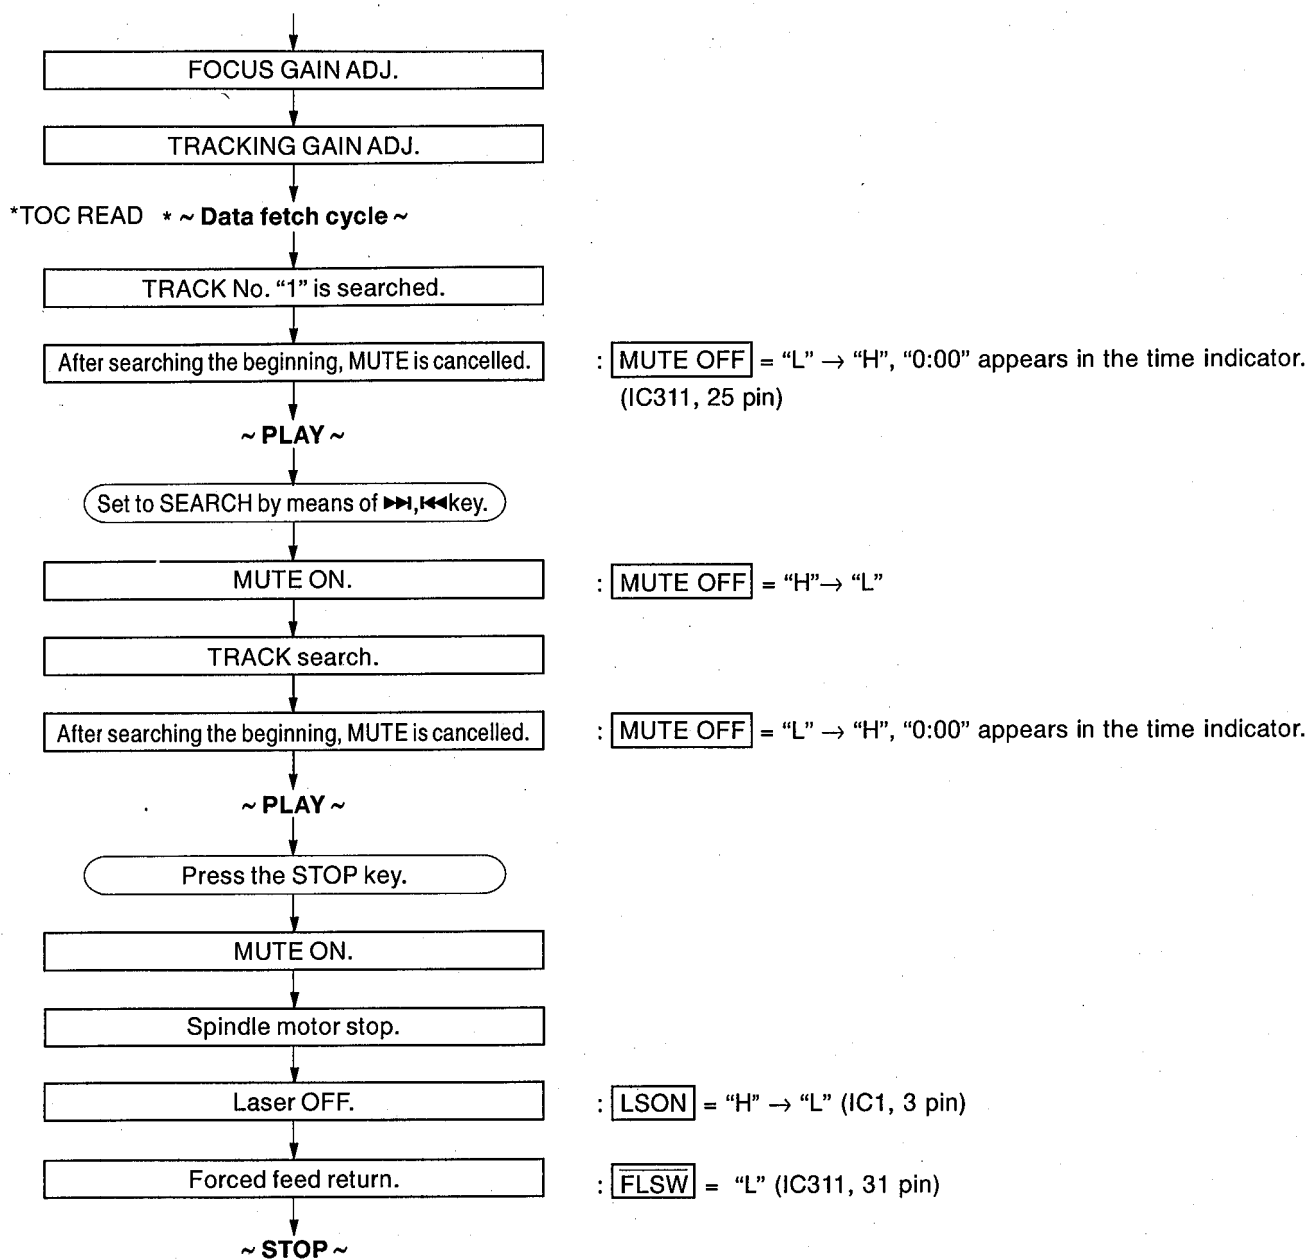 FOCUS GAIN ADJ.
TRACKING GAIN ADJ.
*TOC READ * ~ Data fetch cycle ~
TRACK No. “1” is searched.
After searching the beginning, MUTE is cancelled. : MUTE OFF = “L” → “H”, “0:00” appears in the time indicator.
(IC311, 25 pin)
~ PLAY ~
Set to SEARCH by means of ⏭,⏮key.
MUTE ON. : MUTE OFF = “H”→ “L”
TRACK search.
After searching the beginning, MUTE is cancelled. : MUTE OFF = “L” → “H”, “0:00” appears in the time indicator.
~ PLAY ~
Press the STOP key.
MUTE ON.
Spindle motor stop.
Laser OFF. : LSON = “H” → “L” (IC1, 3 pin)
Forced feed return. : F̅L̅S̅W̅ = “L” (IC311, 31 pin)
~ STOP ~